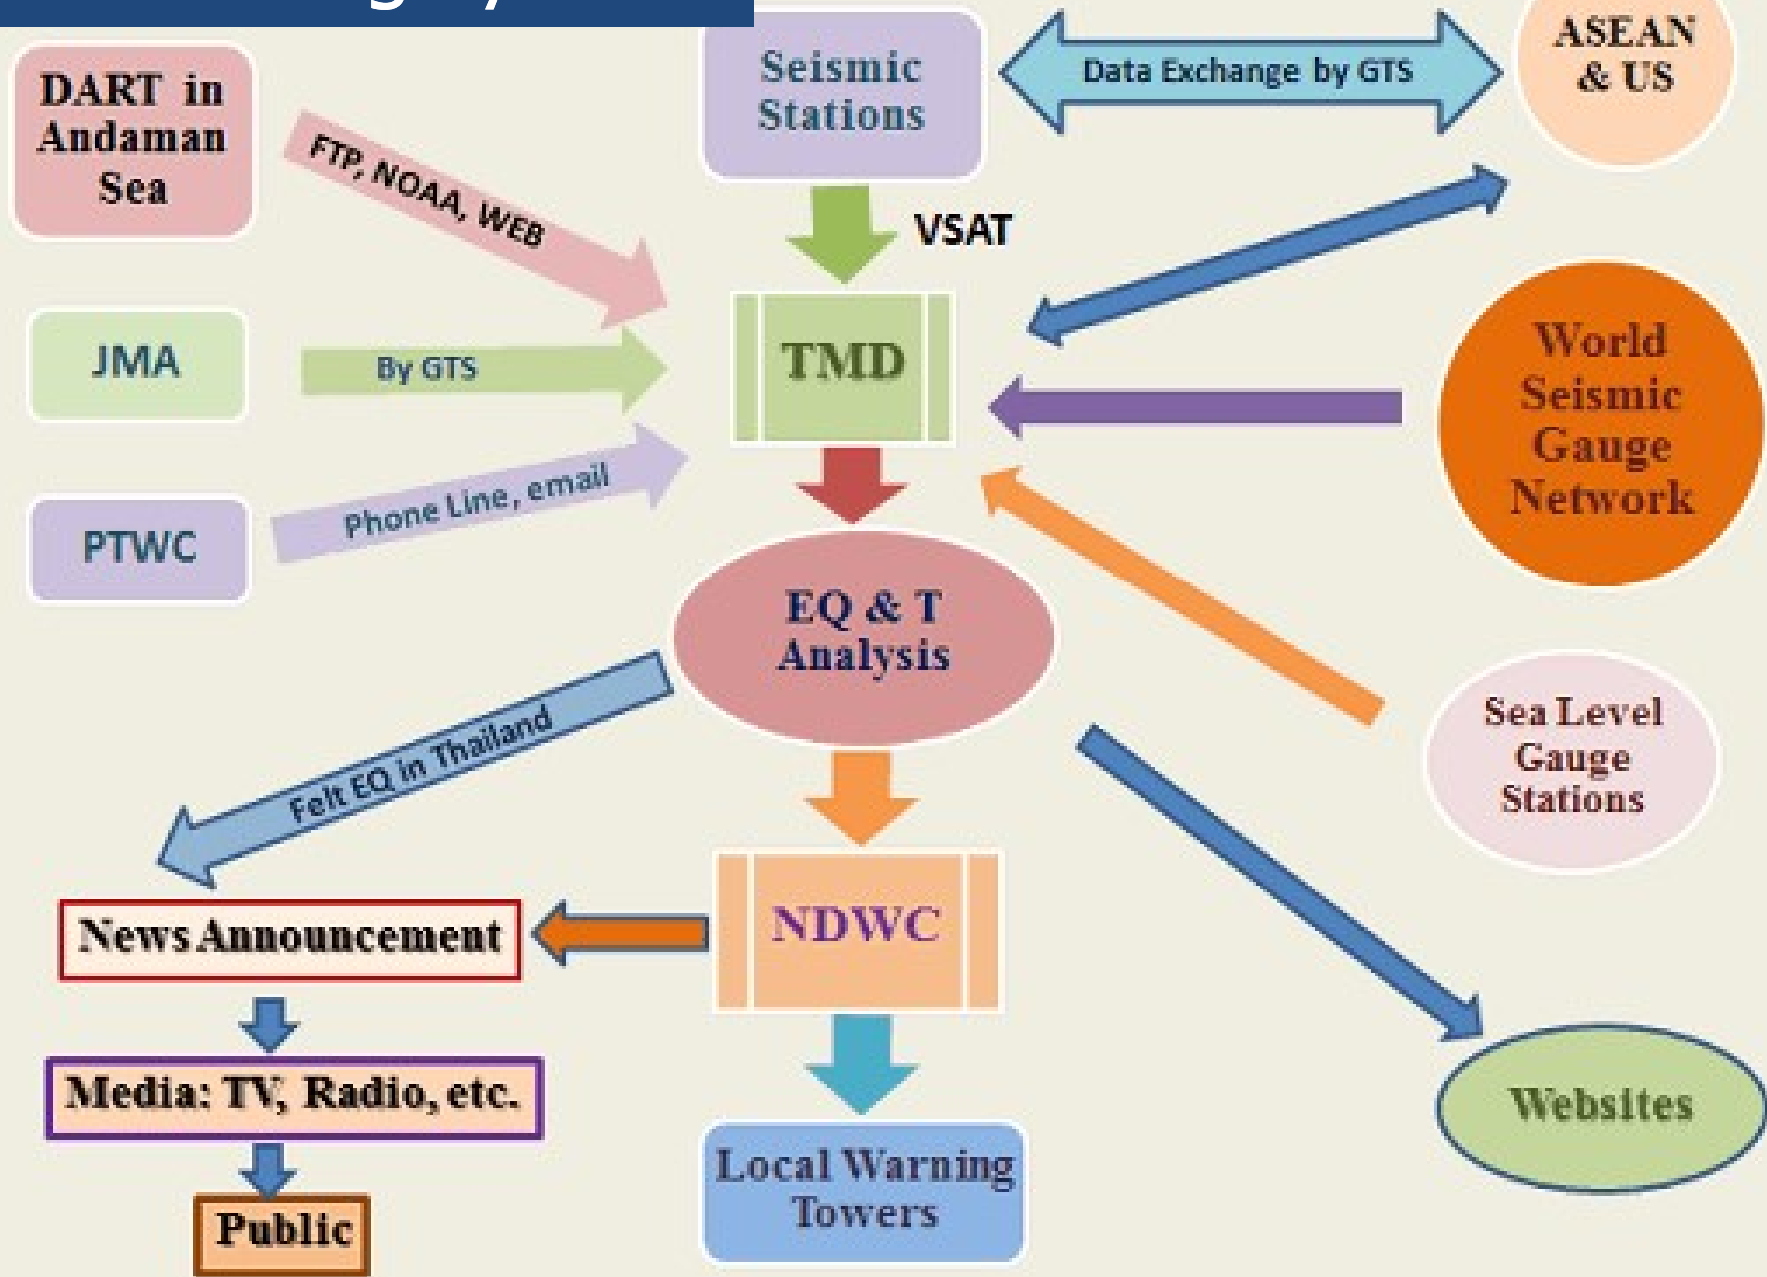 DART in
Andaman
Sea
Seismic
Stations
Data Exchange by GTS
ASEAN
& US
FTP, NOAA, WEB
VSAT
JMA
By GTS
TMD
World
Seismic
Gauge
Network
PTWC
Phone Line, email
EQ & T
Analysis
Felt EQ in Thailand
Sea Level
Gauge
Stations
News Announcement
NDWC
Media: TV, Radio, etc.
Websites
Local Warning
Towers
Public